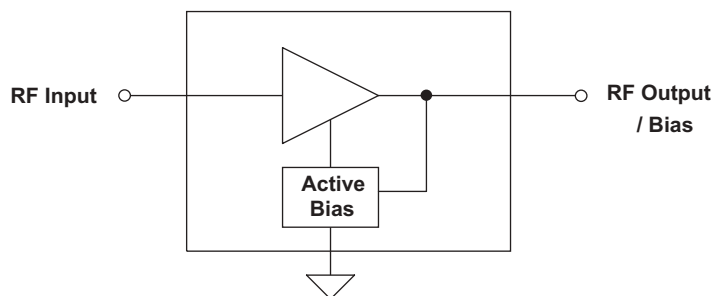 RF Input
RF Output
/ Bias
Active
Bias